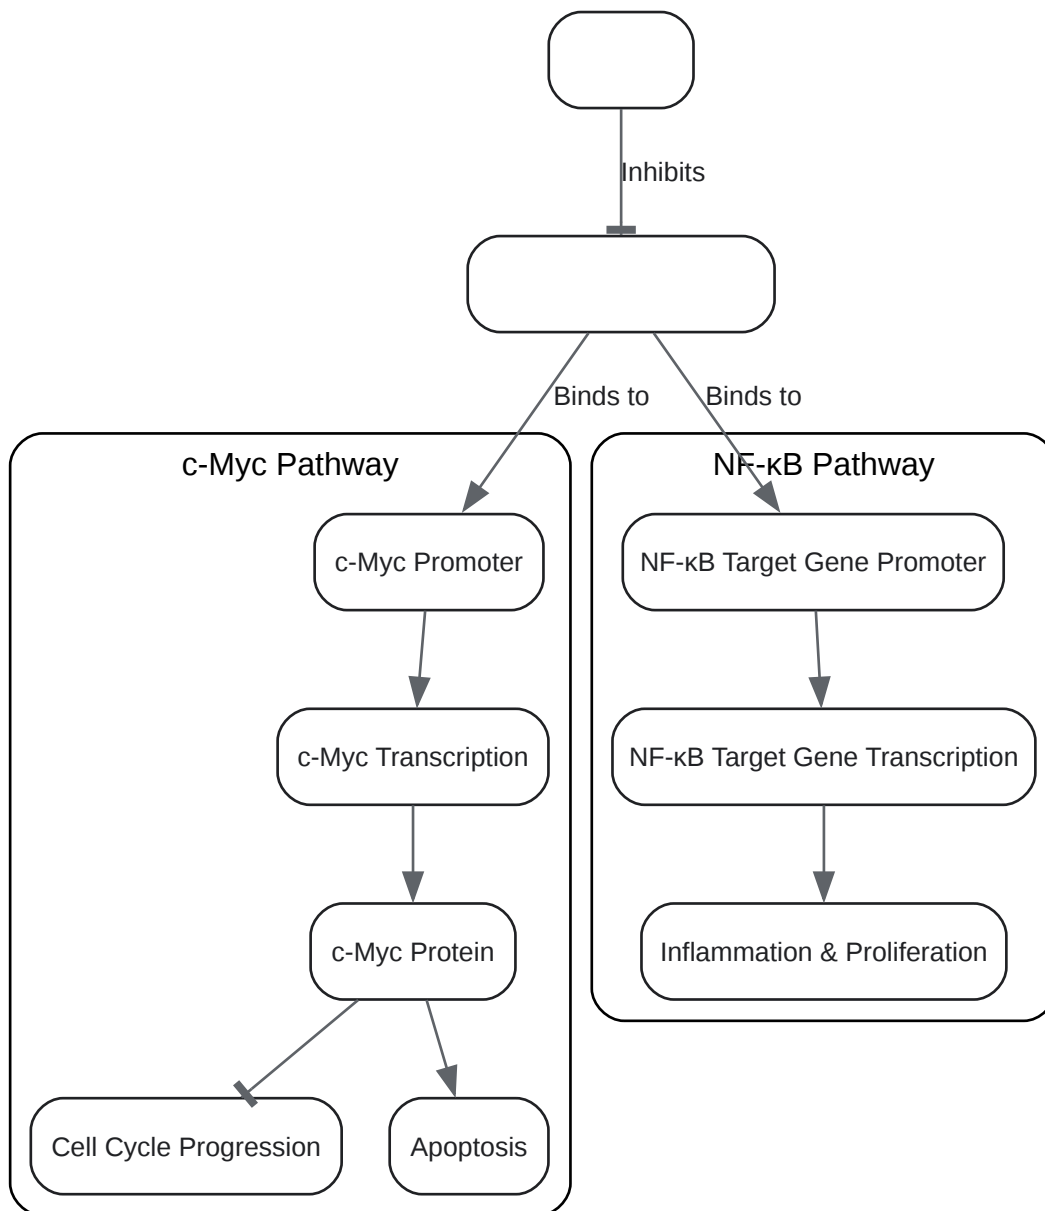 Inhibits
Binds to
Binds to
c-Myc Pathway
NF-κB Pathway
c-Myc Promoter
NF-κB Target Gene Promoter
c-Myc Transcription
NF-κB Target Gene Transcription
c-Myc Protein
Inflammation & Proliferation
Cell Cycle Progression
Apoptosis